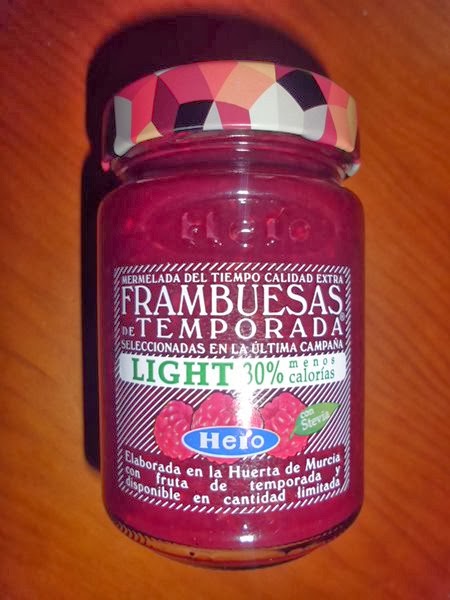 Hero
MERMELADA DEL TIEMPO CALIDAD EXTRA
FRAMBUESAS
DE TEMPORADA
SELECCIONADAS EN LA ÚLTIMA CAMPAÑA
LIGHT 30% menos calorías
con Stevia
Hero
Elaborada en la Huerta de Murcia
con fruta de temporada y
disponible en cantidad limitada